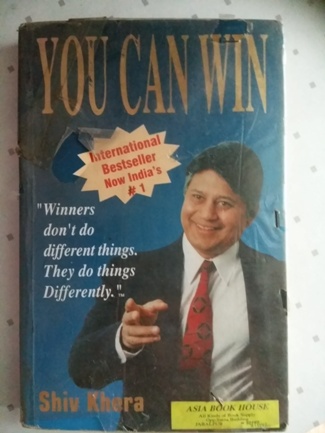 YOU CAN WIN
International
Bestseller
Now India's
# 1
"Winners
don't do
different things.
They do things
Differently."™
Shiv Khera
ASIA BOOK HOUSE